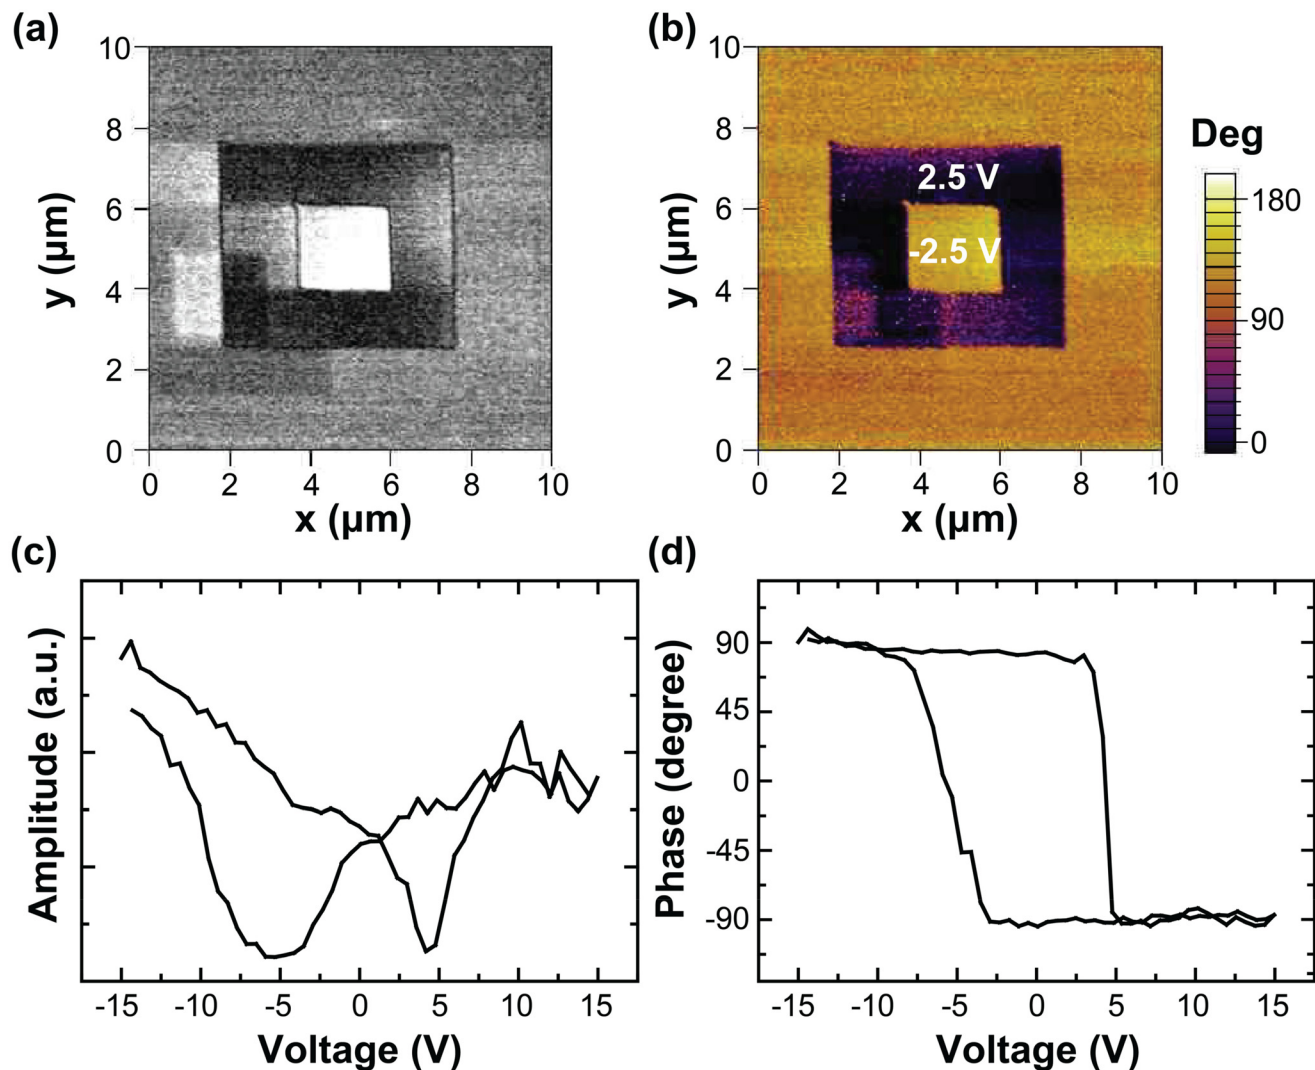 (a)
10
8
6
4
2
0
y (µm)
0 2 4 6 8 10
x (µm)
(b)
10
8
6
4
2
0
y (µm)
2.5 V
-2.5 V
0 2 4 6 8 10
x (µm)
Deg
180
90
0
(c)
Amplitude (a.u.)
-15 -10 -5 0 5 10 15
Voltage (V)
(d)
90
45
0
-45
-90
Phase (degree)
-15 -10 -5 0 5 10 15
Voltage (V)